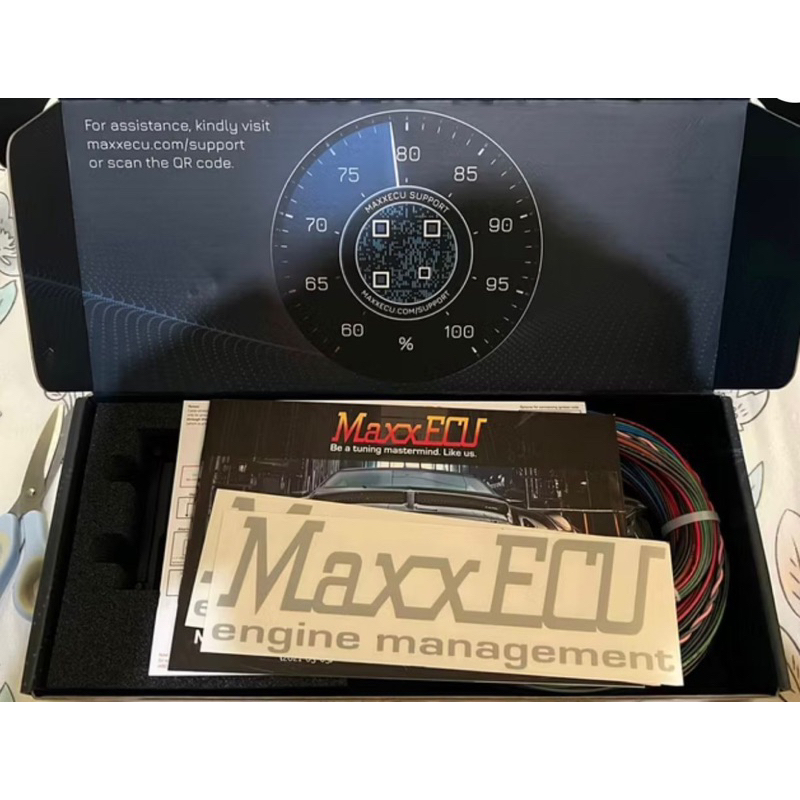 For assistance, kindly visit
maxxecu.com/support
or scan the QR code.
80
75
85
70
90
65
95
60
100
%
MAXXECU SUPPORT
MAXXECU.COM/SUPPORT
MaxxECU
Be a tuning mastermind. Like us.
MaxxECU
engine management